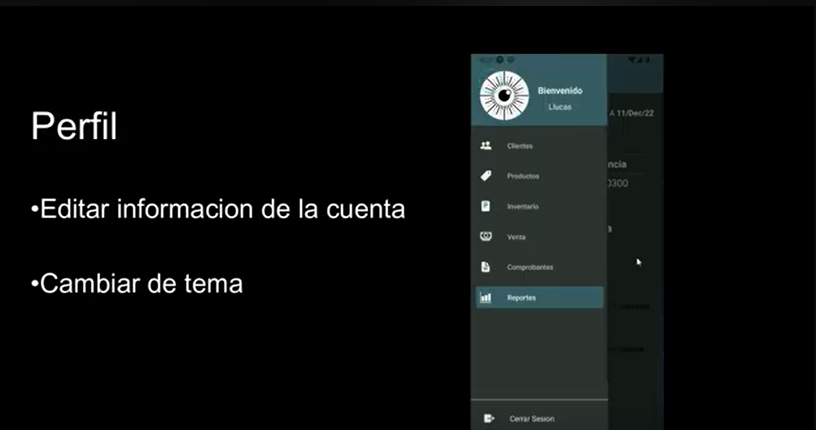 Perfil
•Editar informacion de la cuenta
•Cambiar de tema
Bienvenido
Llucas
Clientes
Productos
Inventario
Venta
Comprobantes
Reportes
Cerrar Sesion
A 11/Dec/22
ncia
0300